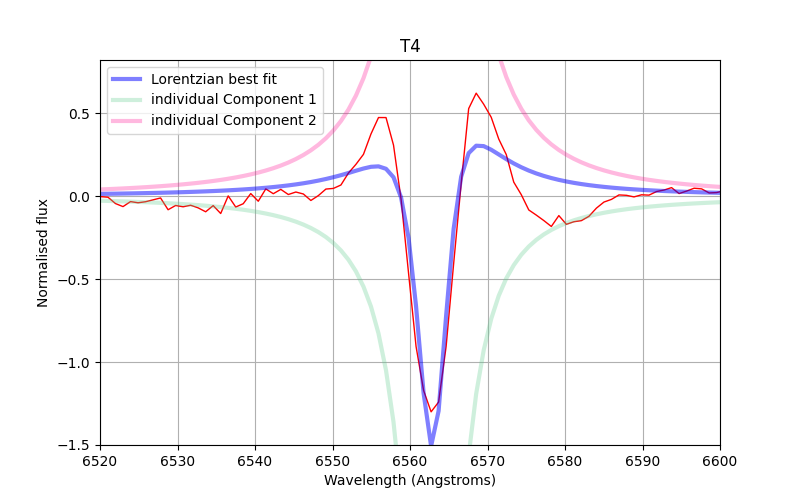 T4
Lorentzian best fit
individual Component 1
individual Component 2
Normalised flux
0.5
0.0
−0.5
−1.0
−1.5
6520 6530 6540 6550 6560 6570 6580 6590 6600
Wavelength (Angstroms)